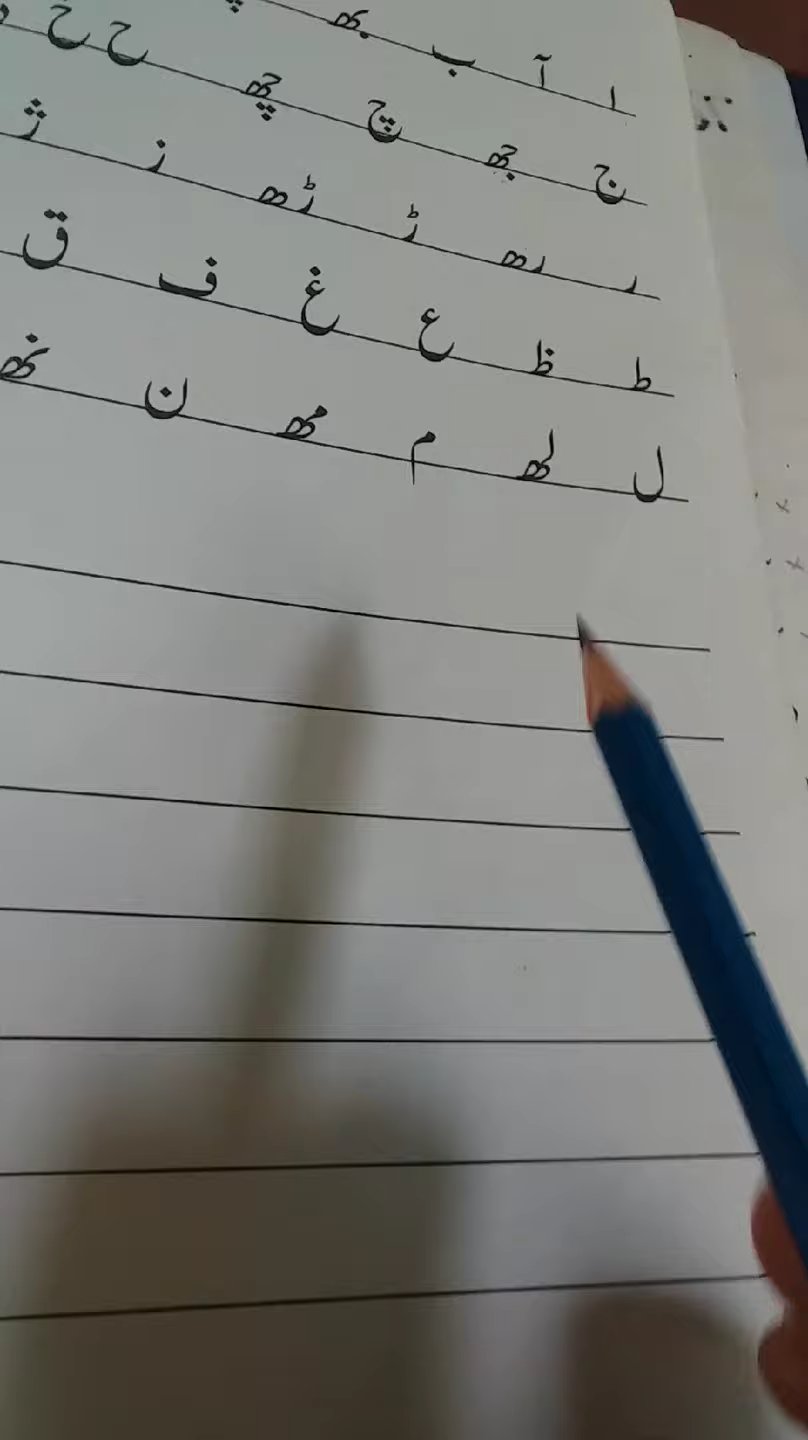 ا آ ب بھ
ج جھ چ چھ ح خ
ر رھ ڑ ڑھ ز ژ
ط ظ ع غ ف ق
ل لھ م مھ ن نھ